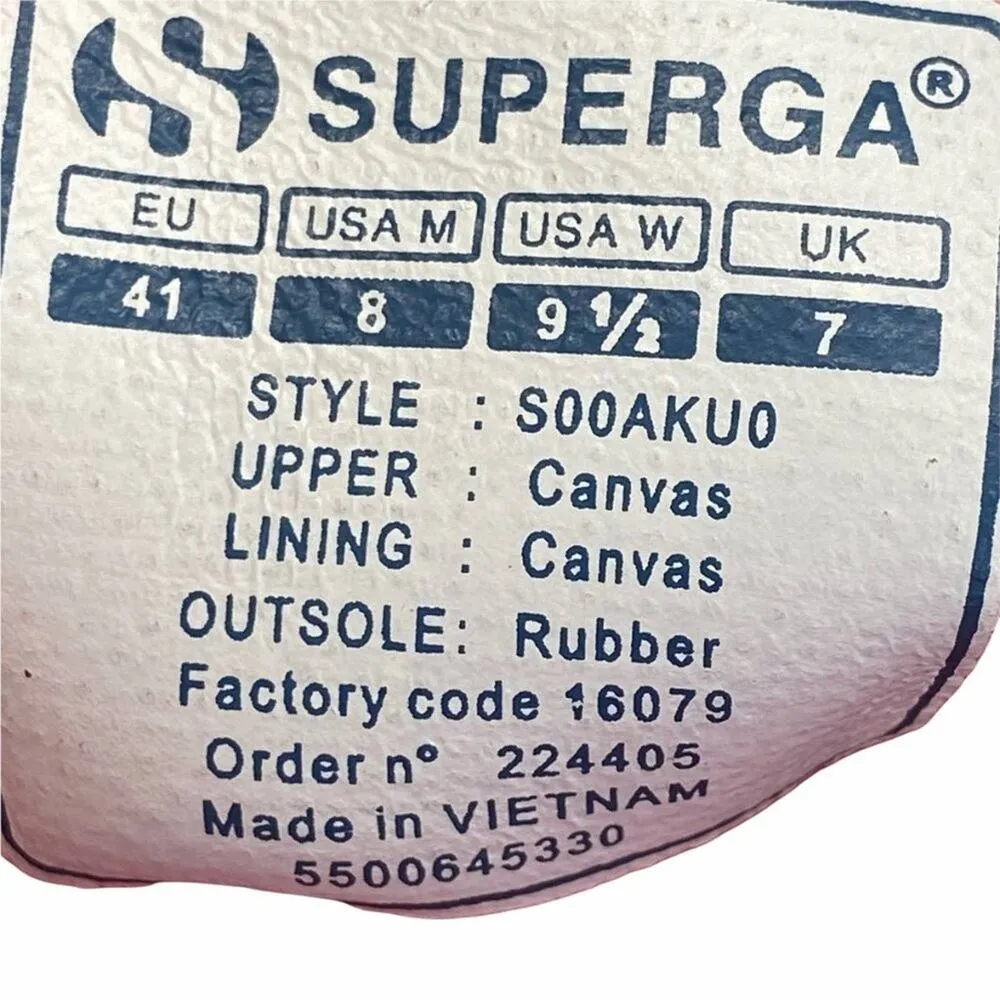 SUPERGA®
EU USA M USA W UK
41 8 9 1/2 7
STYLE : S00AKU0
UPPER : Canvas
LINING : Canvas
OUTSOLE: Rubber
Factory code 16079
Order n° 224405
Made in VIETNAM
5500645330